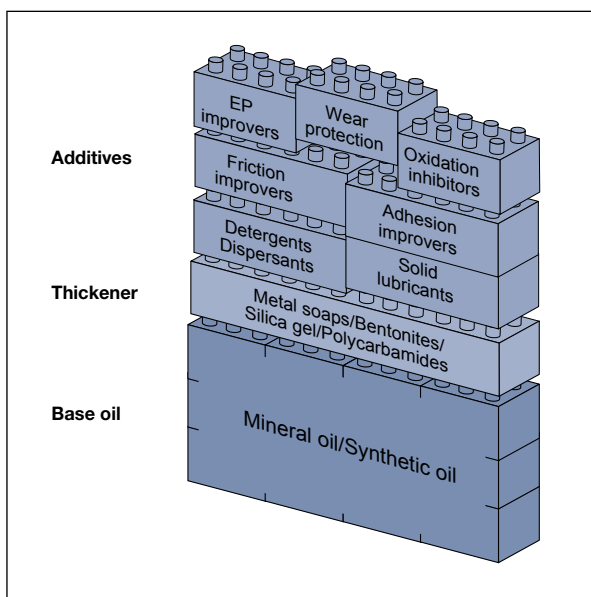 EP
improvers
Wear
protection
Oxidation
inhibitors
Additives
Friction
improvers
Adhesion
improvers
Detergents
Dispersants
Solid
lubricants
Thickener
Metal soaps/Bentonites/
Silica gel/Polycarbamides
Base oil
Mineral oil/Synthetic oil